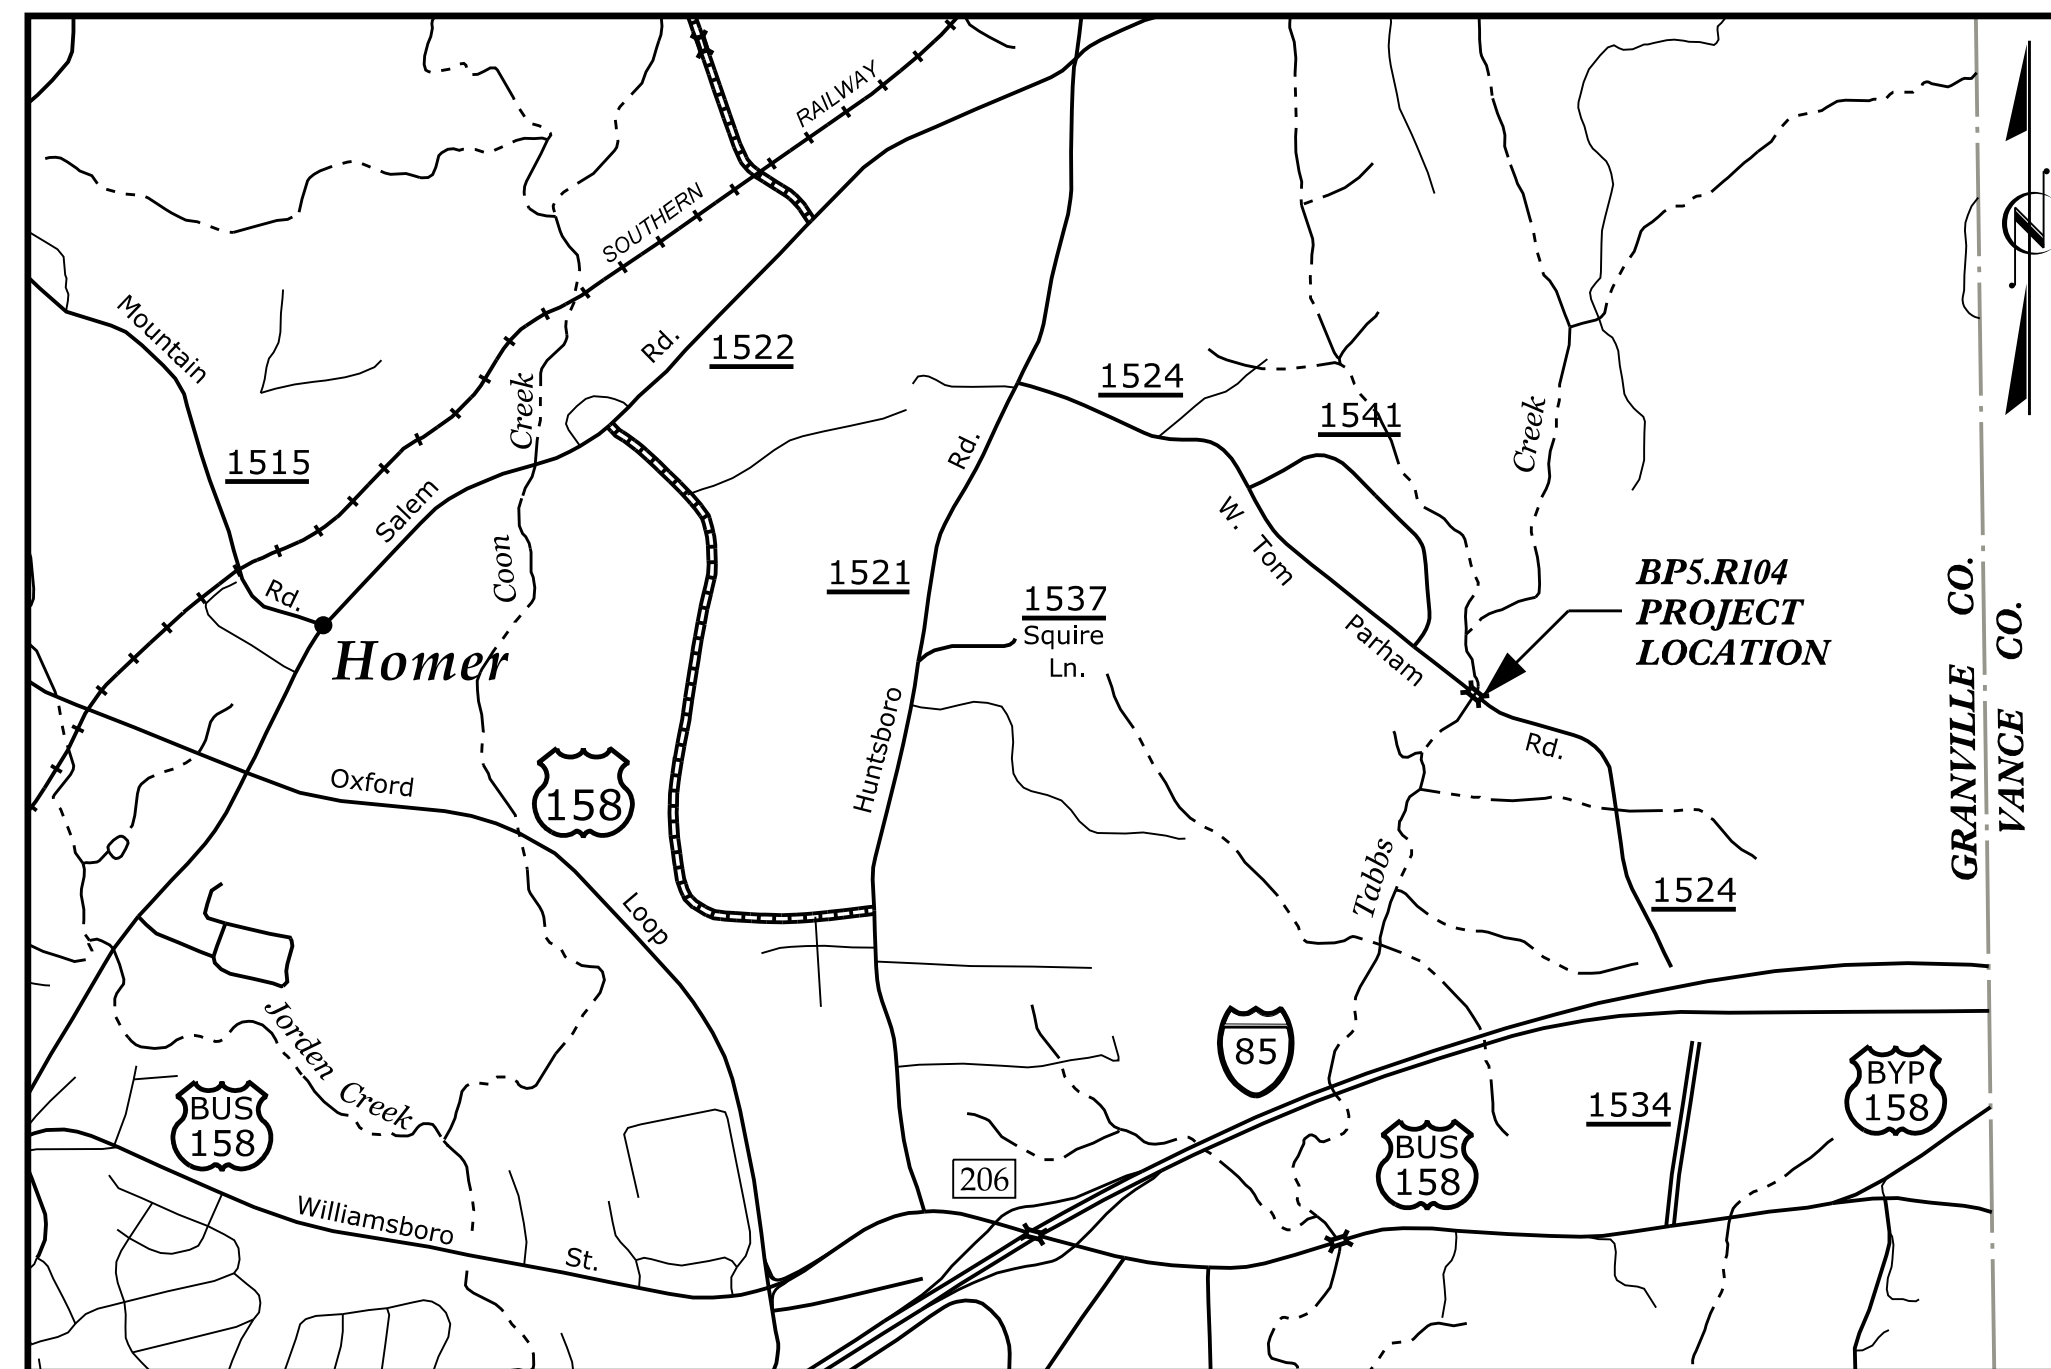 RAILWAY
SOUTHERN
Mountain
Rd.
1522
1524
1541
Creek
Creek
Rd.
1515
Salem
Coon
W. Tom
1521
1537
Squire
Ln.
BP5.R104
PROJECT
LOCATION
GRANVILLE CO.
VANCE CO.
Rd.
Homer
Parham
Rd.
Huntsboro
Oxford
158
Tabbs
1524
Loop
Jorden Creek
85
BUS
158
1534
BYP
158
BUS
158
206
Williamsboro
St.
N